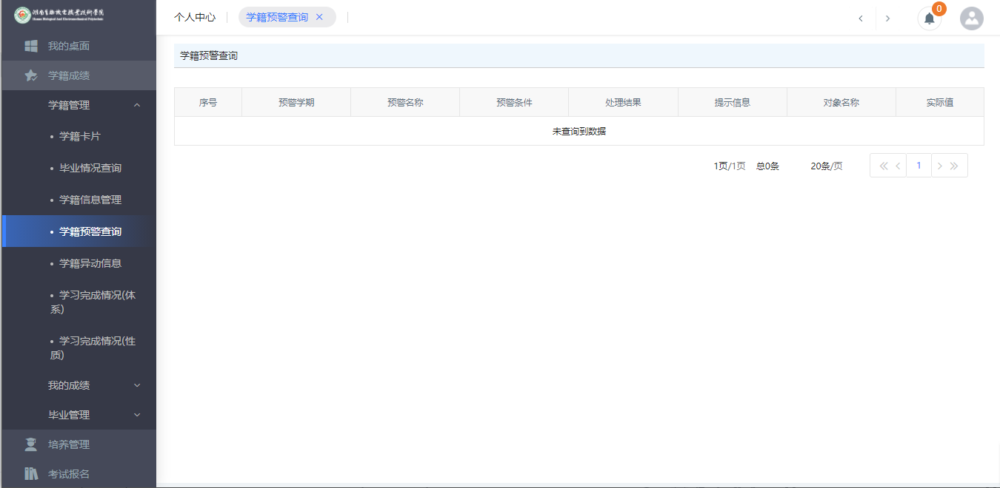 湖南生物机电职业技术学院
个人中心
学籍预警查询
0
我的桌面
学籍成绩
学籍管理
• 学籍卡片
• 毕业情况查询
• 学籍信息管理
• 学籍预警查询
• 学籍异动信息
• 学习完成情况(体
系)
• 学习完成情况(性
质)
我的成绩
毕业管理
培养管理
考试报名
学籍预警查询
序号 预警学期 预警名称 预警条件 处理结果 提示信息 对象名称 实际值
未查询到数据
1页/1页 总0条 20条/页 1